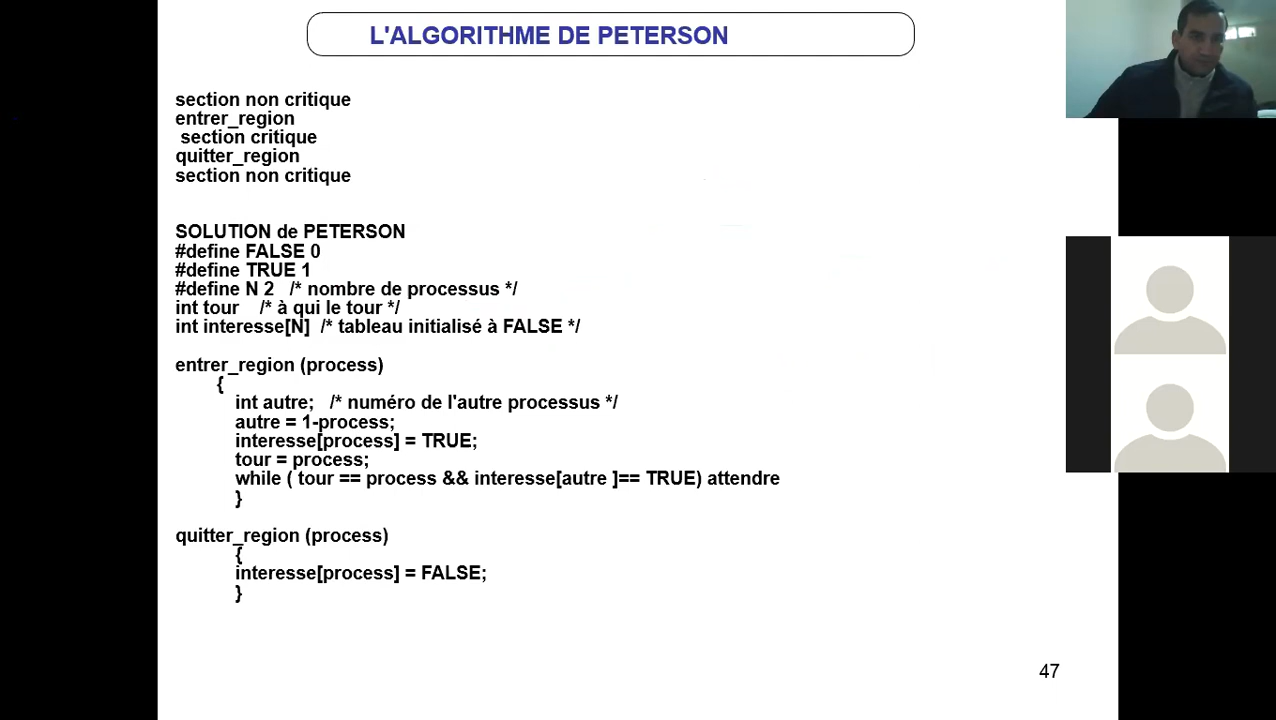 L'ALGORITHME DE PETERSON
section non critique
entrer_region
section critique
quitter_region
section non critique
SOLUTION de PETERSON
#define FALSE 0
#define TRUE 1
#define N 2 /* nombre de processus */
int tour /* à qui le tour */
int interesse[N] /* tableau initialisé à FALSE */
entrer_region (process)
{
int autre; /* numéro de l'autre processus */
autre = 1-process;
interesse[process] = TRUE;
tour = process;
while ( tour == process && interesse[autre ]== TRUE) attendre
}
quitter_region (process)
{
interesse[process] = FALSE;
}
47